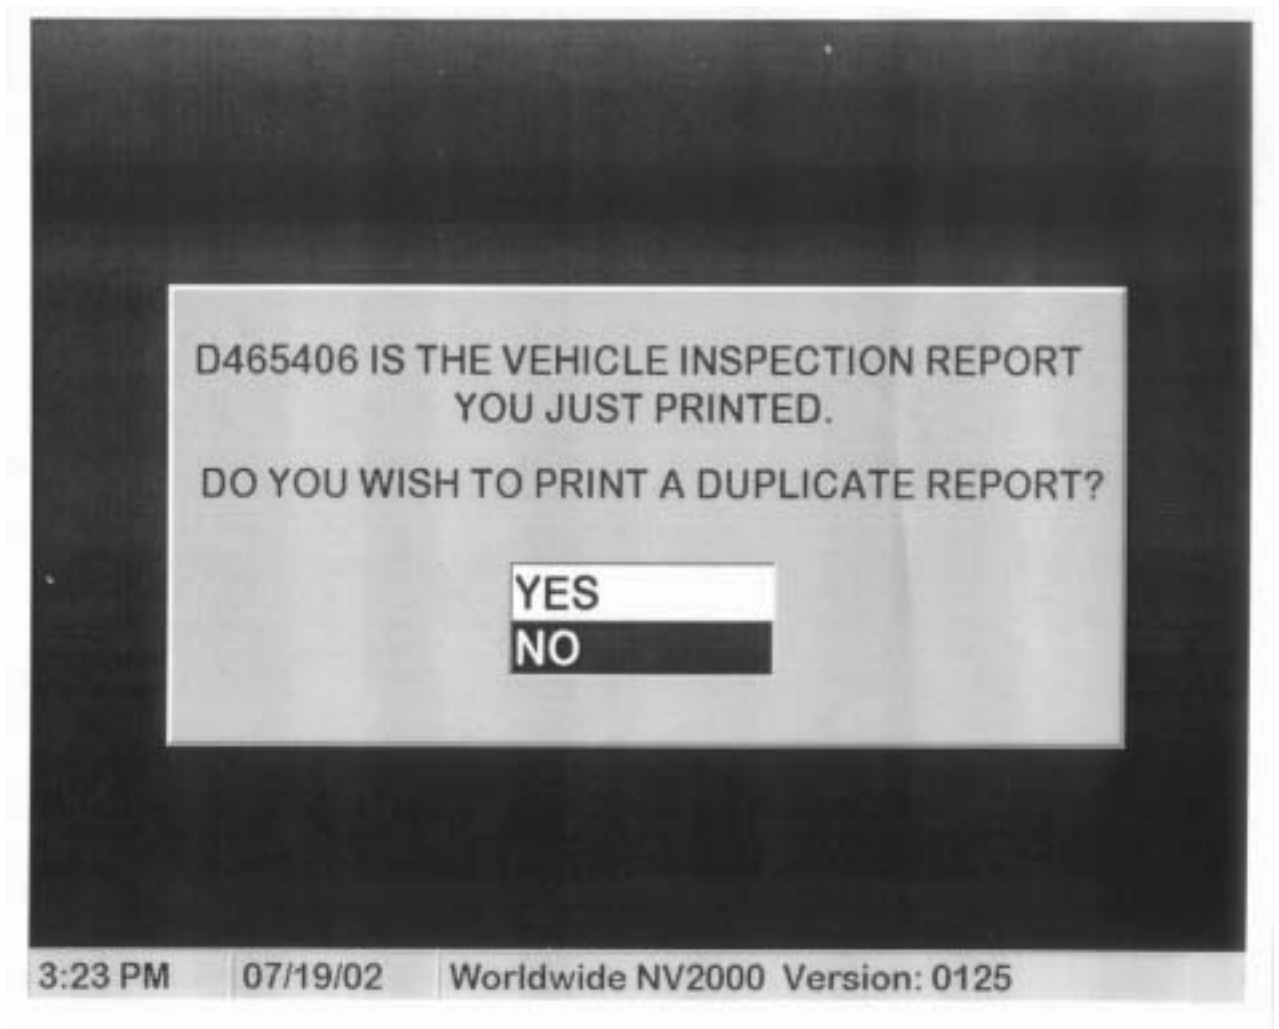 D465406 IS THE VEHICLE INSPECTION REPORT
YOU JUST PRINTED.
DO YOU WISH TO PRINT A DUPLICATE REPORT?
YES
NO
3:23 PM 07/19/02 Worldwide NV2000 Version: 0125